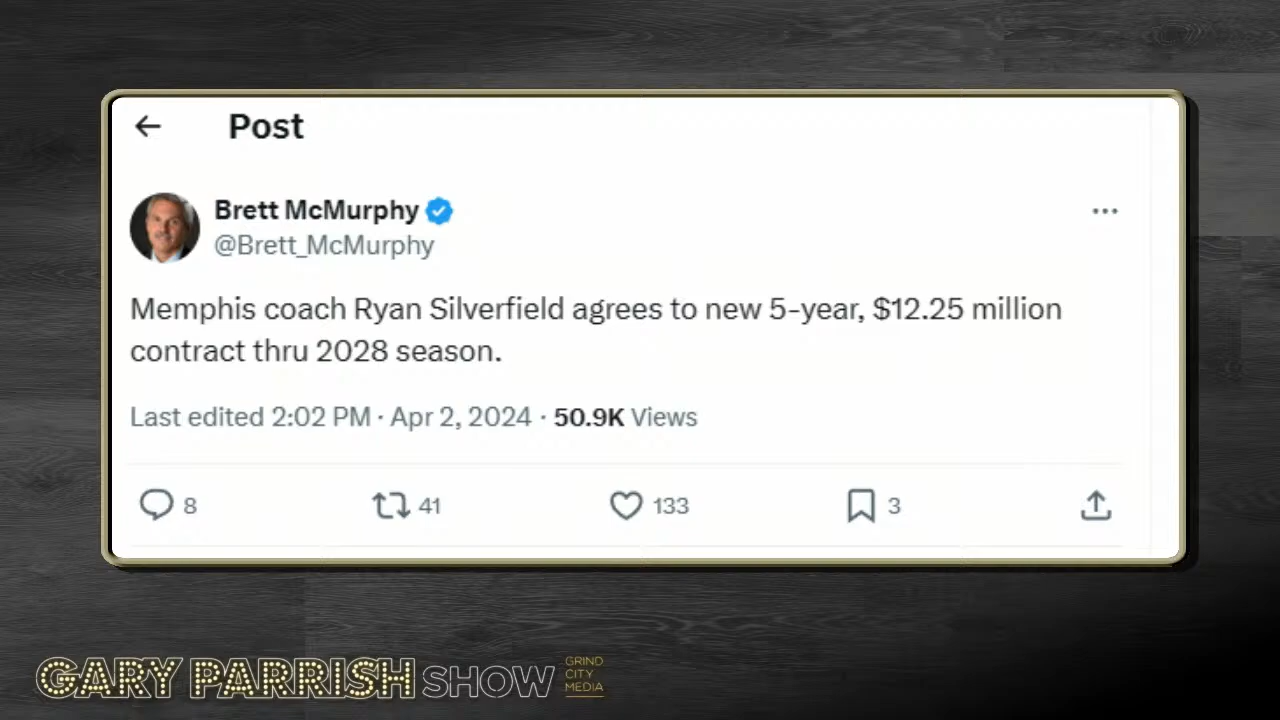 Post
Brett McMurphy
@Brett_McMurphy
Memphis coach Ryan Silverfield agrees to new 5-year, $12.25 million
contract thru 2028 season.
Last edited 2:02 PM · Apr 2, 2024 · 50.9K Views
8 41 133 3
GARY PARRISH SHOW
GRIND
CITY
MEDIA